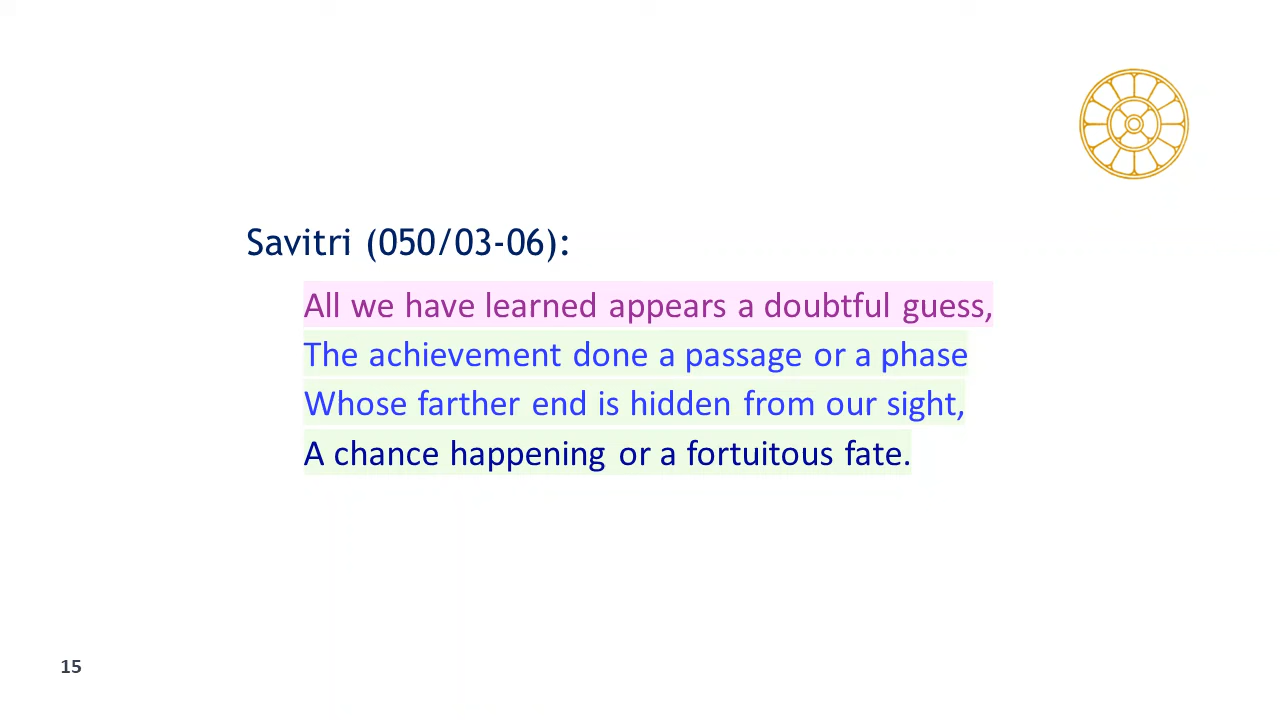 Savitri (050/03-06):
All we have learned appears a doubtful guess,
The achievement done a passage or a phase
Whose farther end is hidden from our sight,
A chance happening or a fortuitous fate.
15